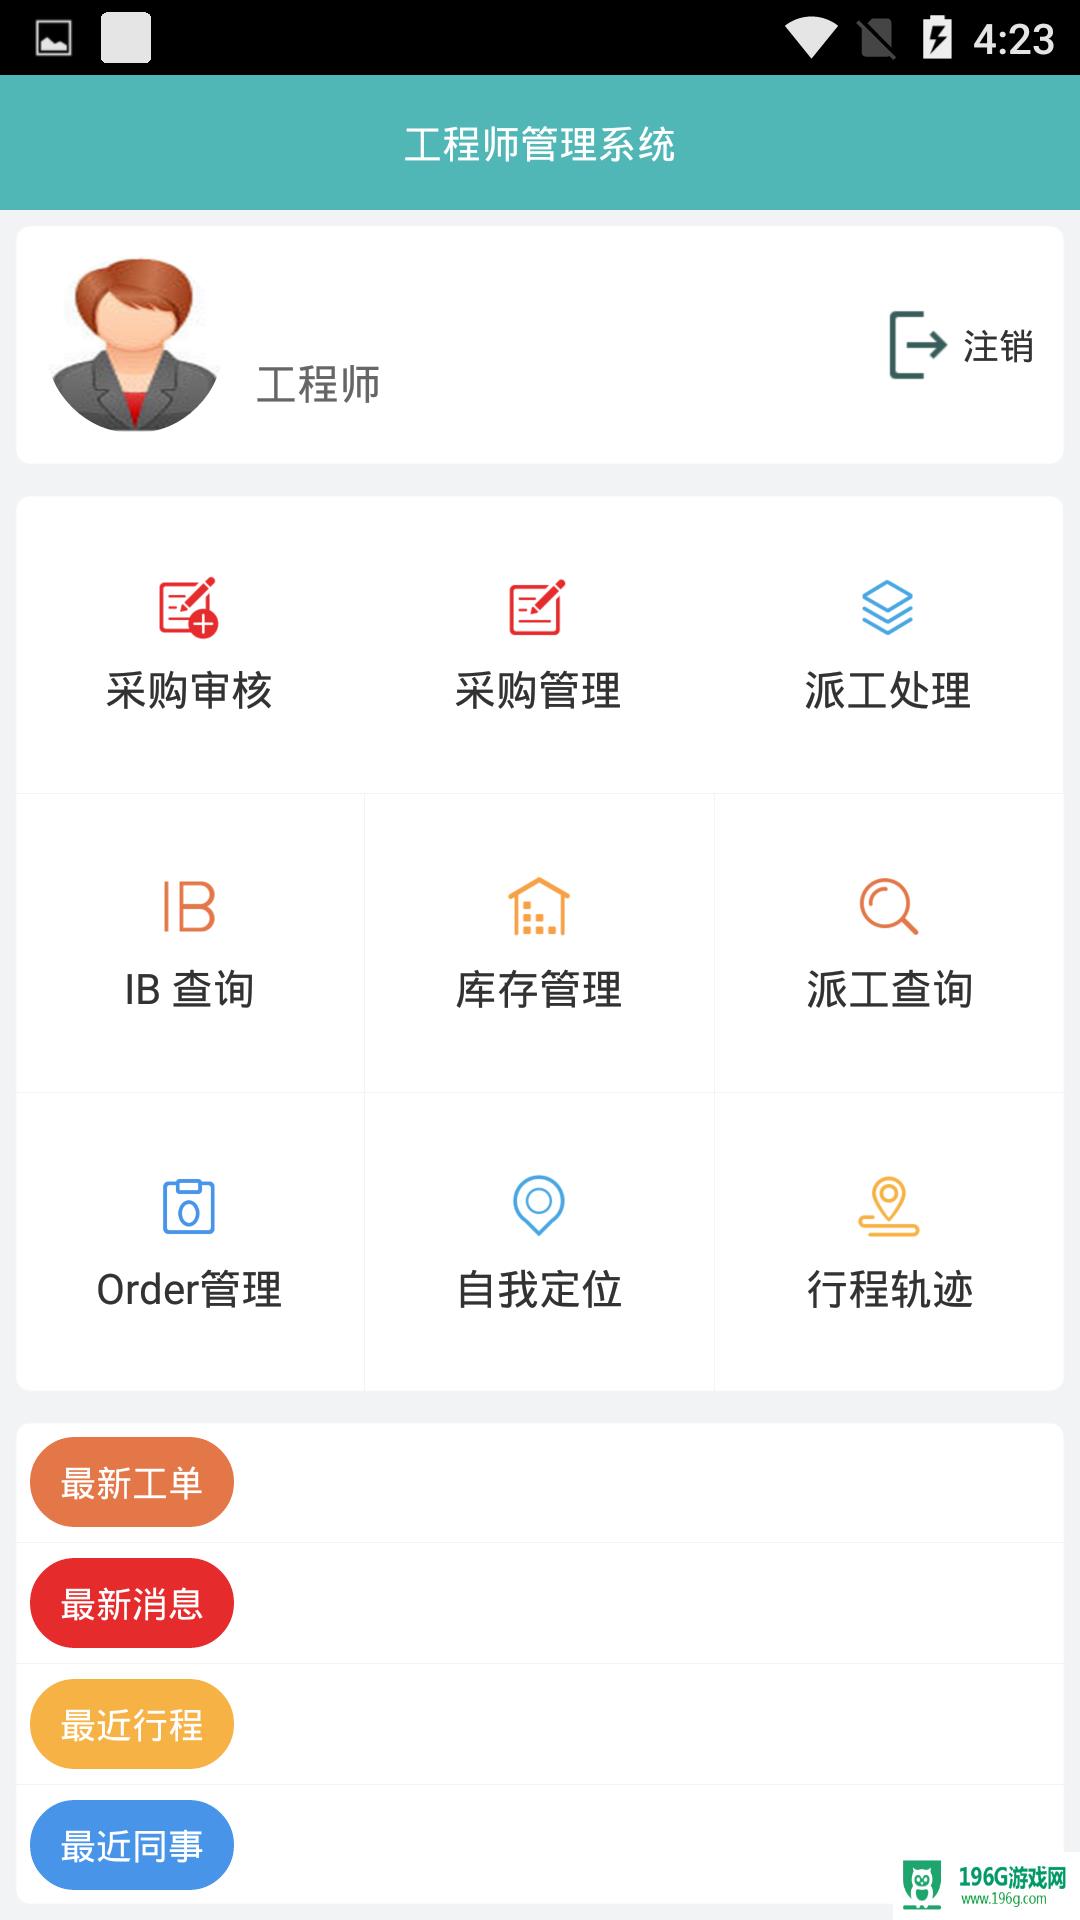 4:23
工程师管理系统
工程师
注销
采购审核
采购管理
派工处理
IB
IB 查询
库存管理
派工查询
Order管理
自我定位
行程轨迹
最新工单
最新消息
最近行程
最近同事
196G游戏网
www.196g.com